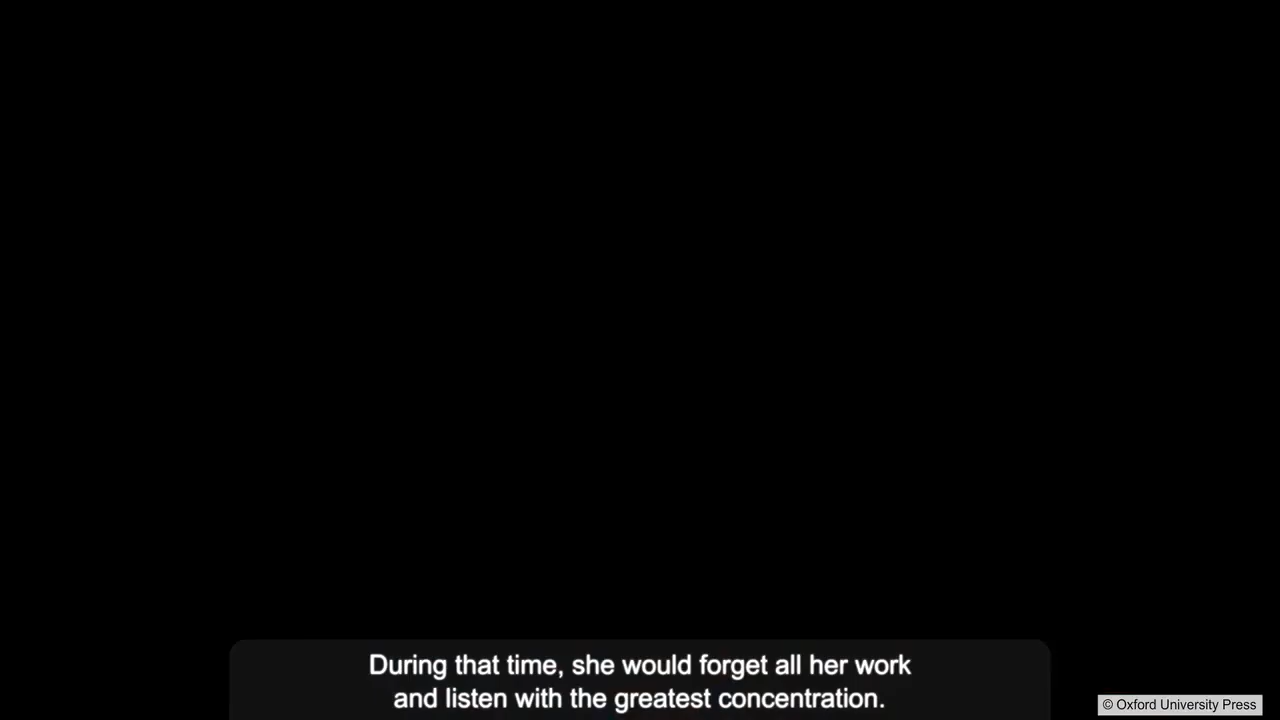 During that time, she would forget all her work
and listen with the greatest concentration.
© Oxford University Press